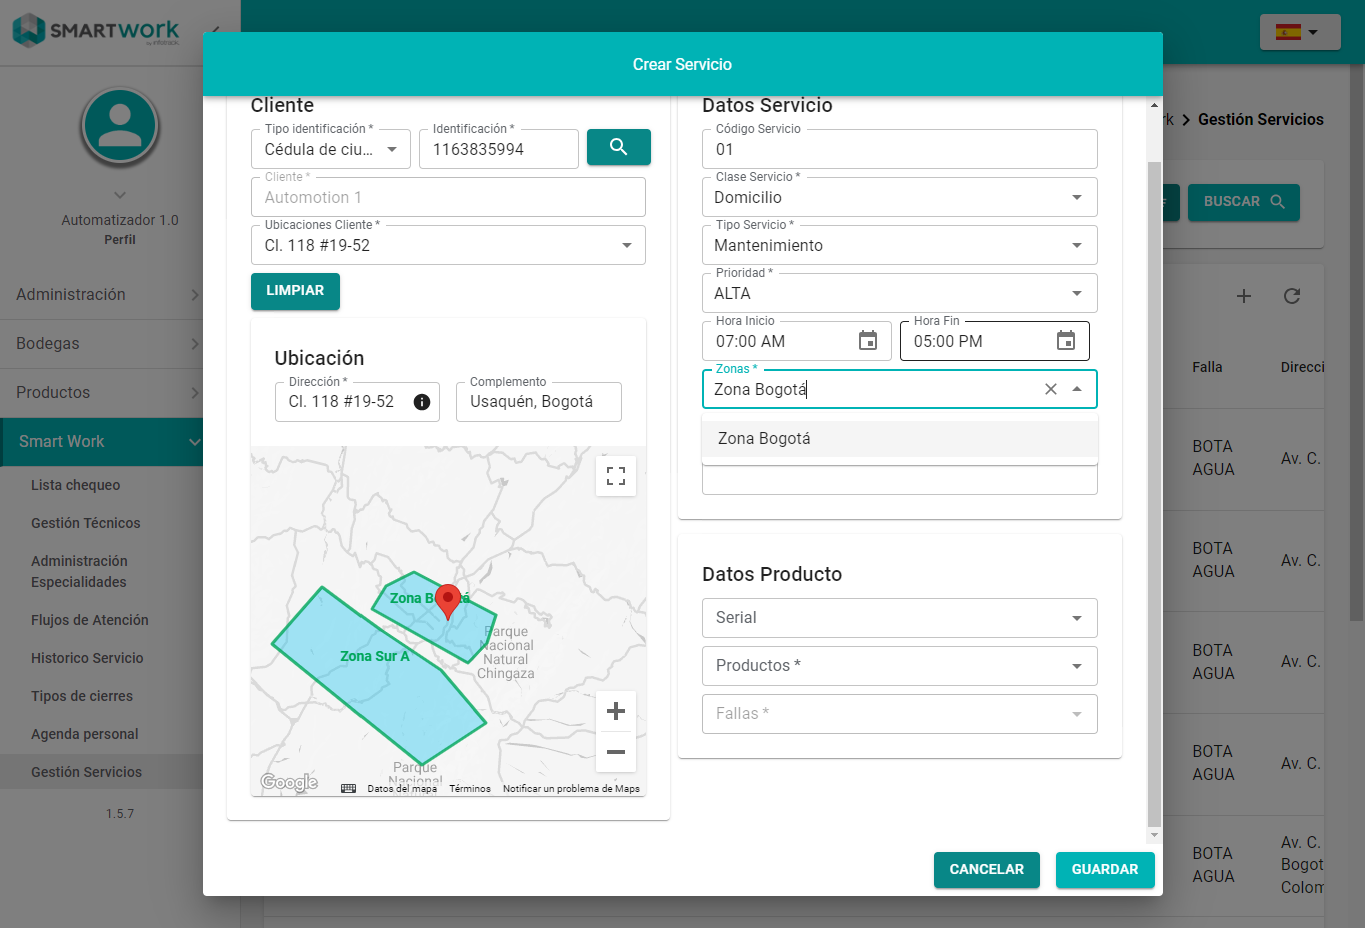 SMARTWORK
by infotrack
Crear Servicio
Automatizador 1.0
Perfil
Administración
Bodegas
Productos
Smart Work
Lista chequeo
Gestión Técnicos
Administración
Especialidades
Flujos de Atención
Historico Servicio
Tipos de cierres
Agenda personal
Gestión Servicios
1.5.7
Cliente
Tipo identificación *
Cédula de ciu...
Identificación *
1163835994
Cliente *
Automotion 1
Ubicaciones Cliente *
Cl. 118 #19-52
LIMPIAR
Ubicación
Dirección *
Cl. 118 #19-52
Complemento
Usaquén, Bogotá
Zona Bogotá
Zona Sur A
Parque
Nacional
Natural
Chingaza
Parque
Nacional
Google
Datos del mapa
Términos
Notificar un problema de Maps
Datos Servicio
Código Servicio
01
Clase Servicio *
Domicilio
Tipo Servicio *
Mantenimiento
Prioridad *
ALTA
Hora Inicio
07:00 AM
Hora Fin
05:00 PM
Zonas *
Zona Bogotá
Zona Bogotá
Datos Producto
Serial
Productos *
Fallas *
CANCELAR
GUARDAR
rk > Gestión Servicios
BUSCAR
Falla
Direcci
BOTA
AGUA
Av. C.
BOTA
AGUA
Av. C.
BOTA
AGUA
Av. C.
BOTA
AGUA
Av. C.
BOTA
AGUA
Av. C.
Bogot
Colom